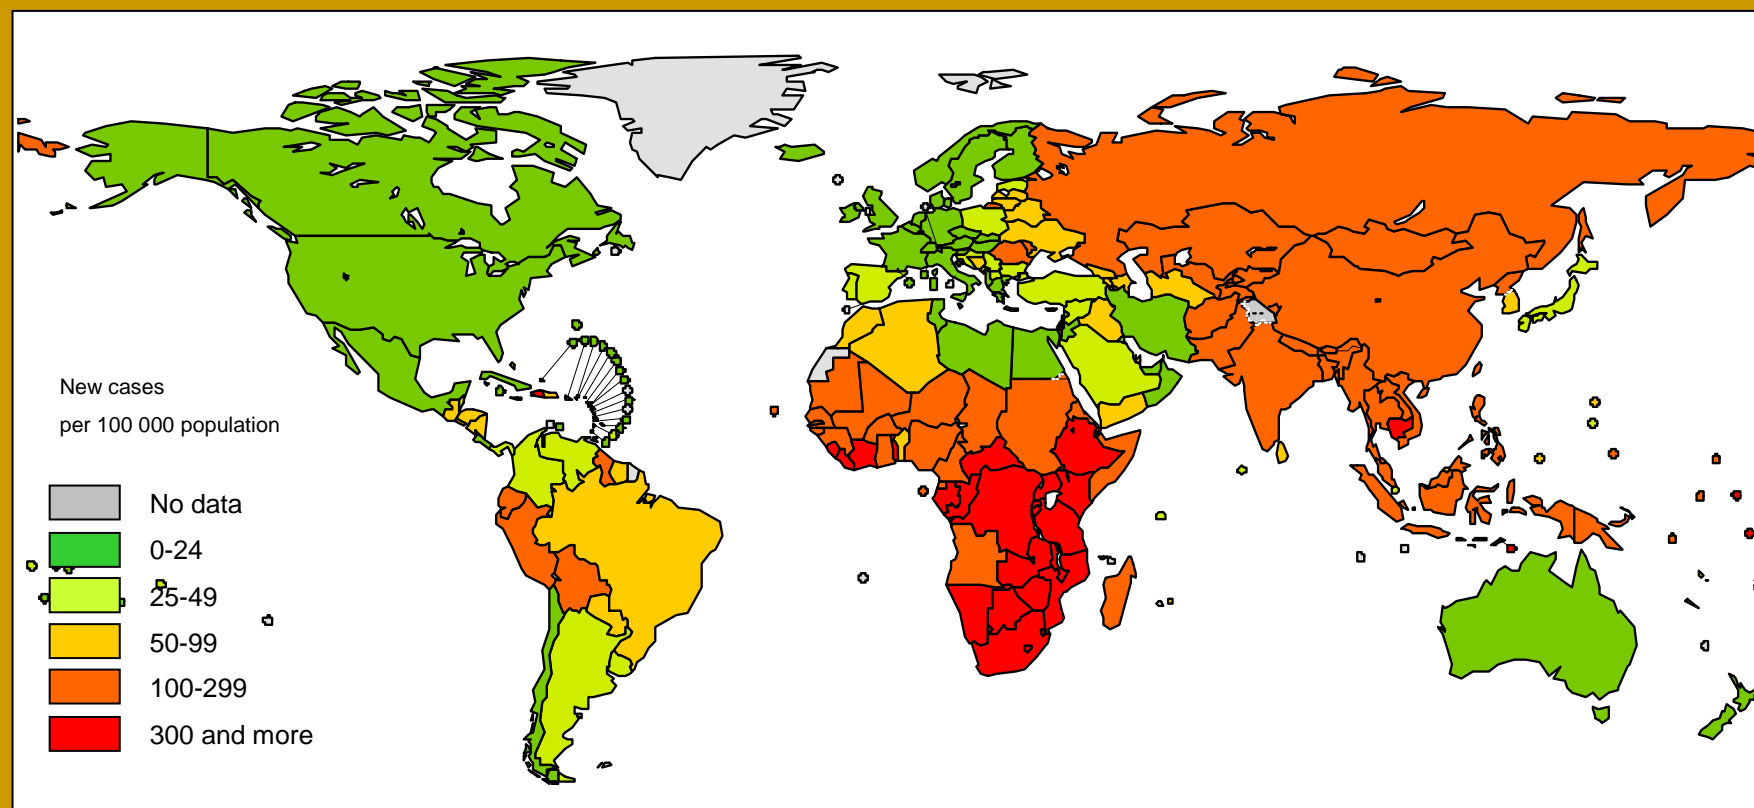 New cases
per 100 000 population
No data
0-24
25-49
50-99
100-299
300 and more